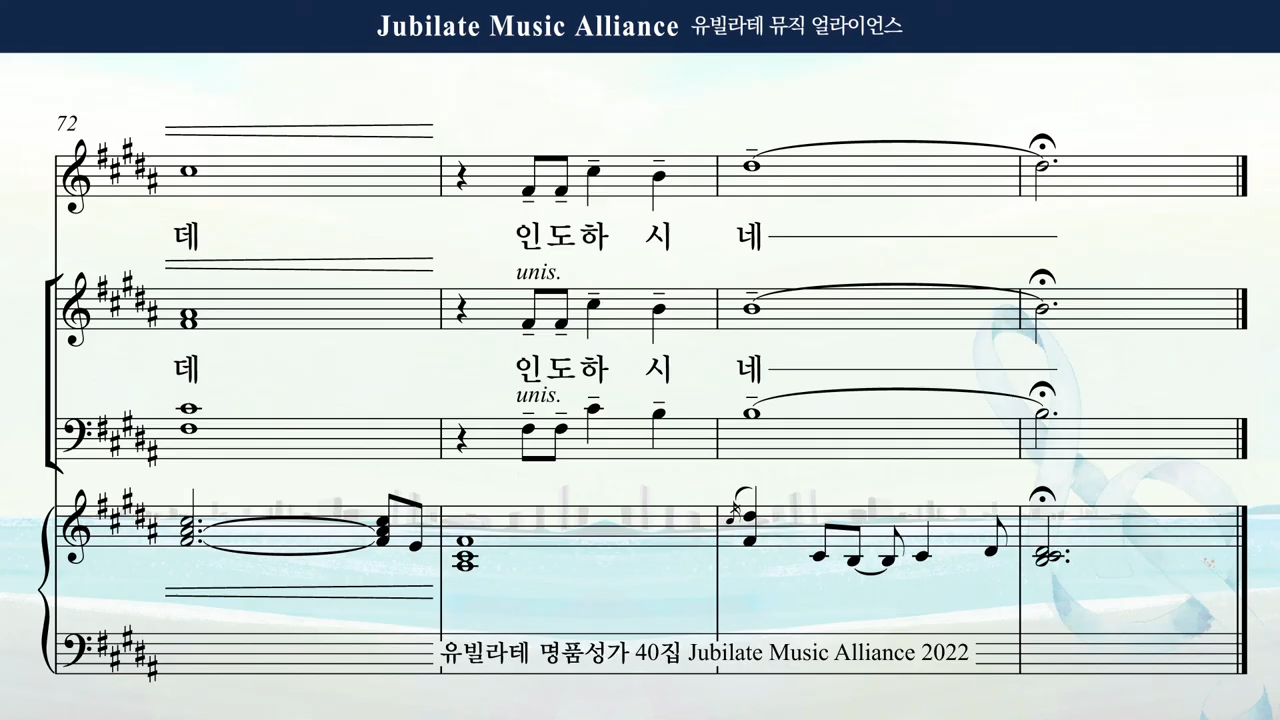 Jubilate Music Alliance 유빌라테 뮤직 얼라이언스
72
데 인도하 시 네
unis.
데 인도하 시 네
unis.
유빌라테 명품성가 40집 Jubilate Music Alliance 2022